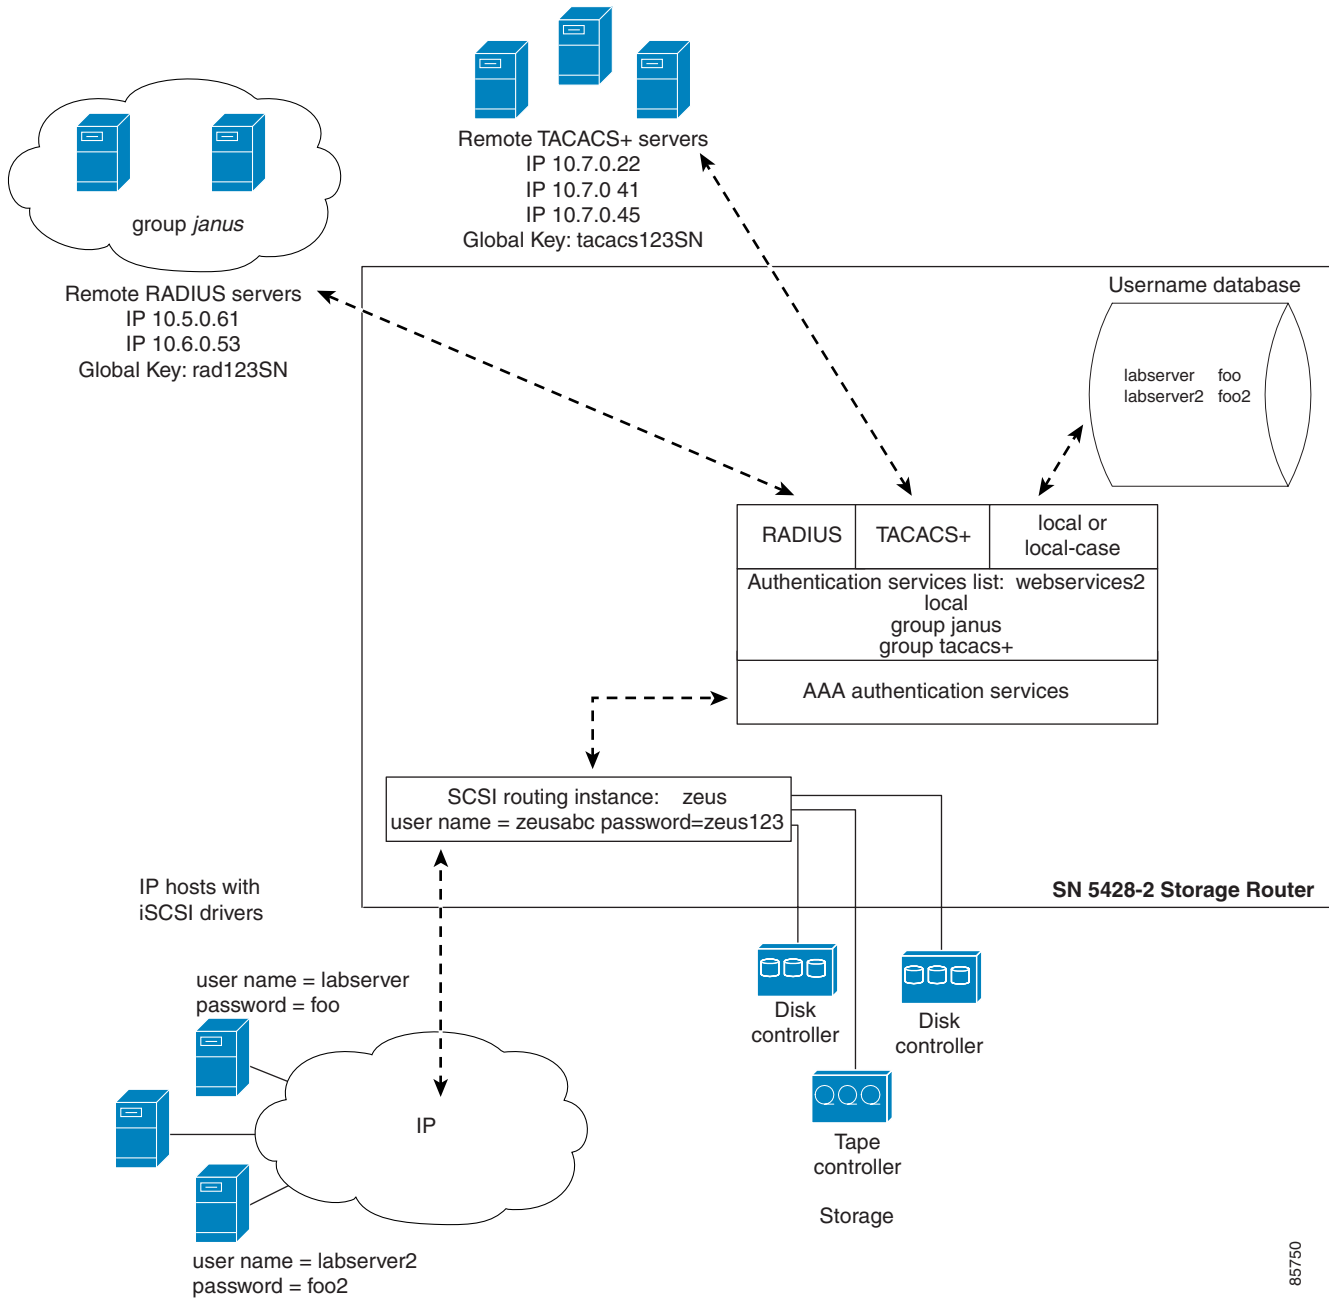 Remote TACACS+ servers
IP 10.7.0.22
IP 10.7.0 41
IP 10.7.0.45
Global Key: tacacs123SN
group janus
Remote RADIUS servers
IP 10.5.0.61
IP 10.6.0.53
Global Key: rad123SN
Username database
labserver foo
labserver2 foo2
RADIUS
TACACS+
local or
local-case
Authentication services list: webservices2
local
group janus
group tacacs+
AAA authentication services
SCSI routing instance: zeus
user name = zeusabc password=zeus123
SN 5428-2 Storage Router
IP hosts with
iSCSI drivers
user name = labserver
password = foo
IP
user name = labserver2
password = foo2
Disk
controller
Disk
controller
Tape
controller
Storage
85750